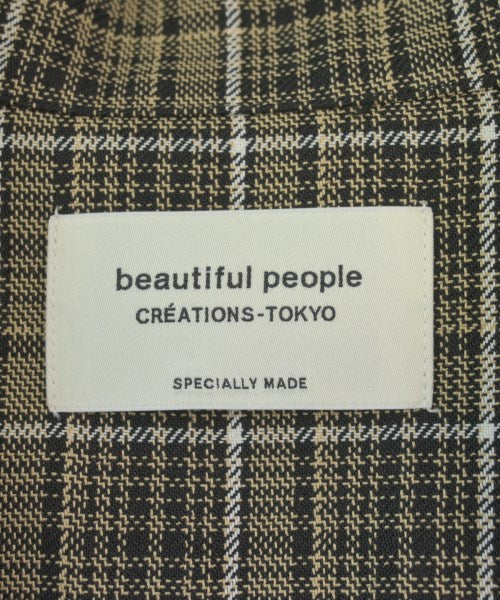 beautiful people
CRÉATIONS-TOKYO
SPECIALLY MADE